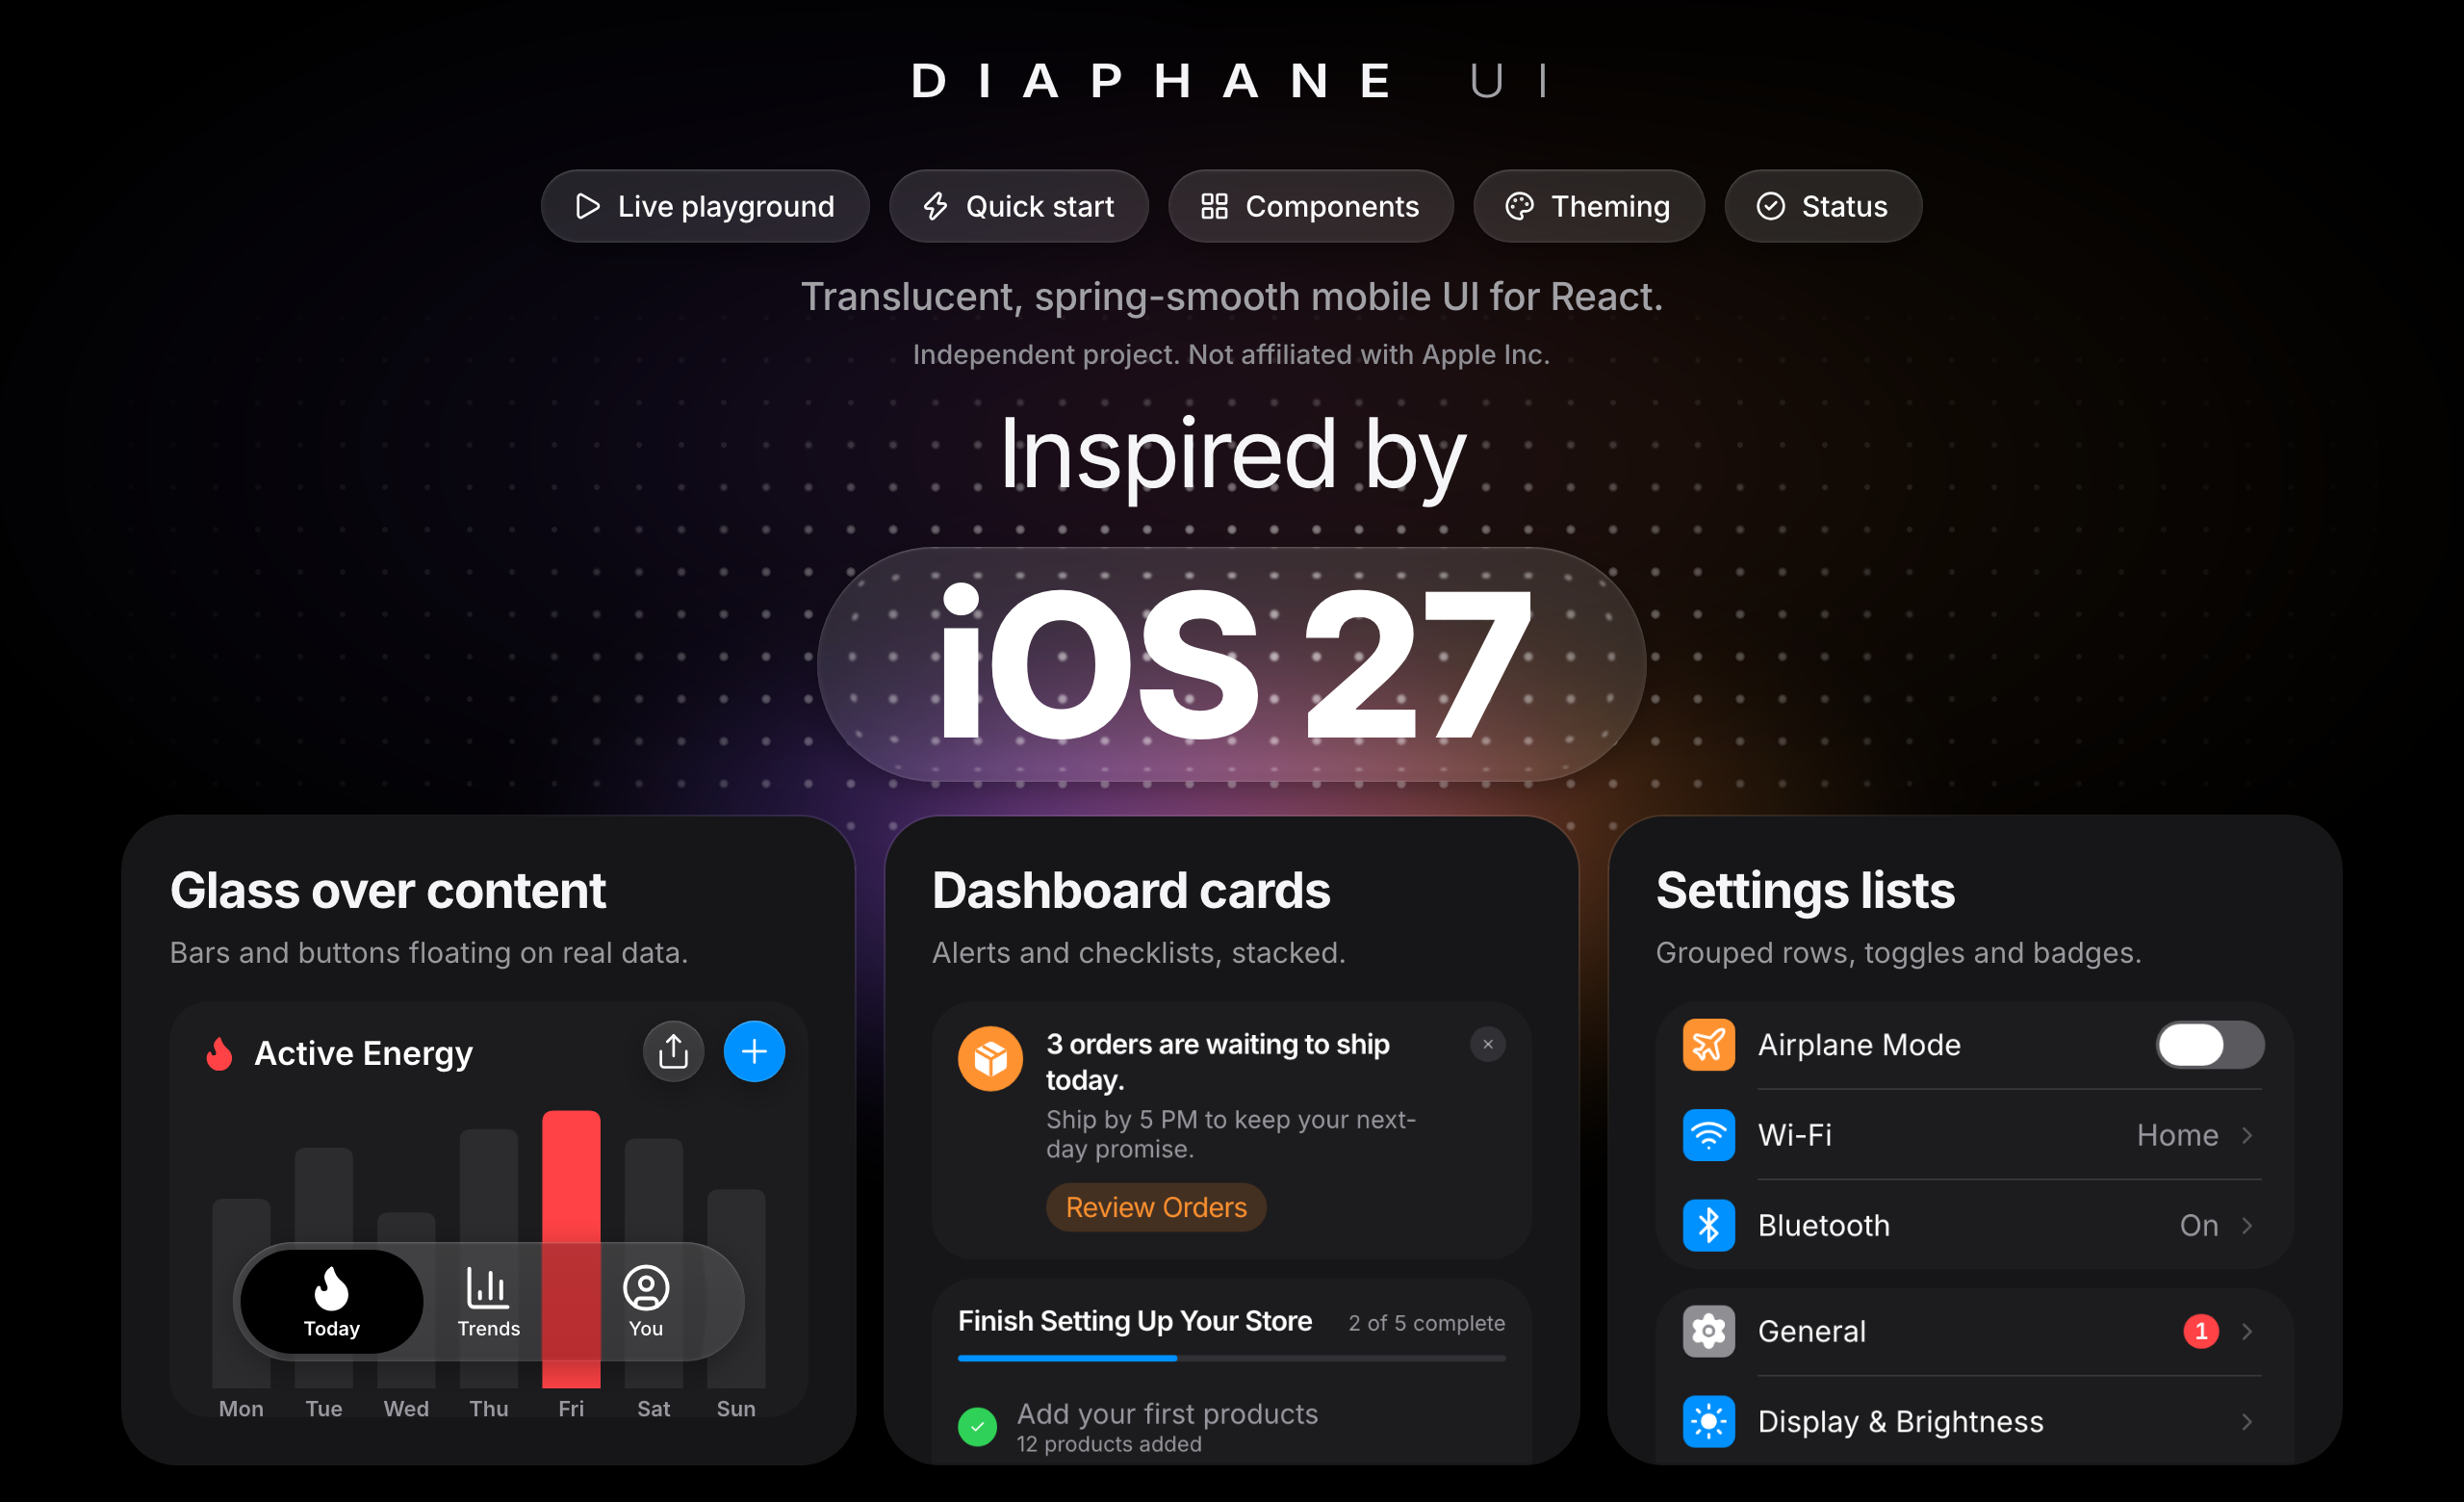 DIAPHANE UI
Live playground
Quick start
Components
Theming
Status
Translucent, spring-smooth mobile UI for React.
Independent project. Not affiliated with Apple Inc.
Inspired by
iOS 27
Glass over content
Bars and buttons floating on real data.
Active Energy
Today
Trends
You
Mon Tue Wed Thu Fri Sat Sun
Dashboard cards
Alerts and checklists, stacked.
3 orders are waiting to ship
today.
Ship by 5 PM to keep your next-
day promise.
Review Orders
Finish Setting Up Your Store 2 of 5 complete
Add your first products
12 products added
Settings lists
Grouped rows, toggles and badges.
Airplane Mode
Wi-Fi Home
Bluetooth On
General 1
Display & Brightness